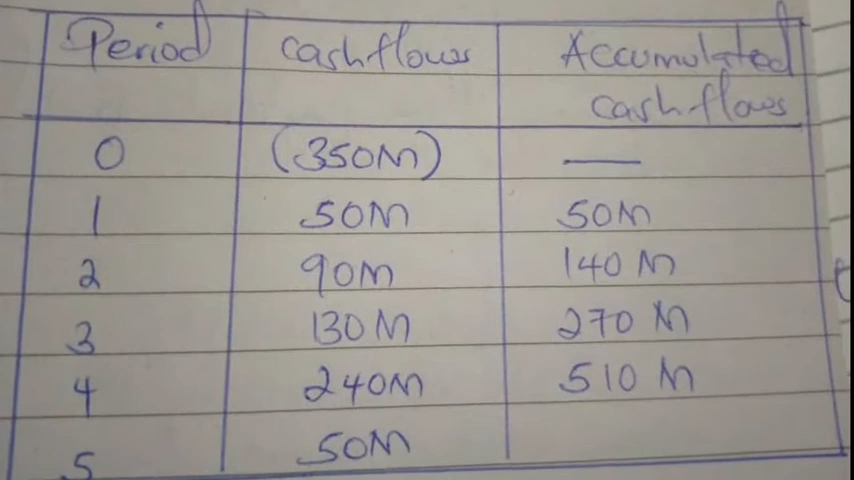 Period cashflows Accumulated
cashflows
0 (350M) —
1 50M 50M
2 90M 140M
3 130M 270M
4 240M 510M
5 50M